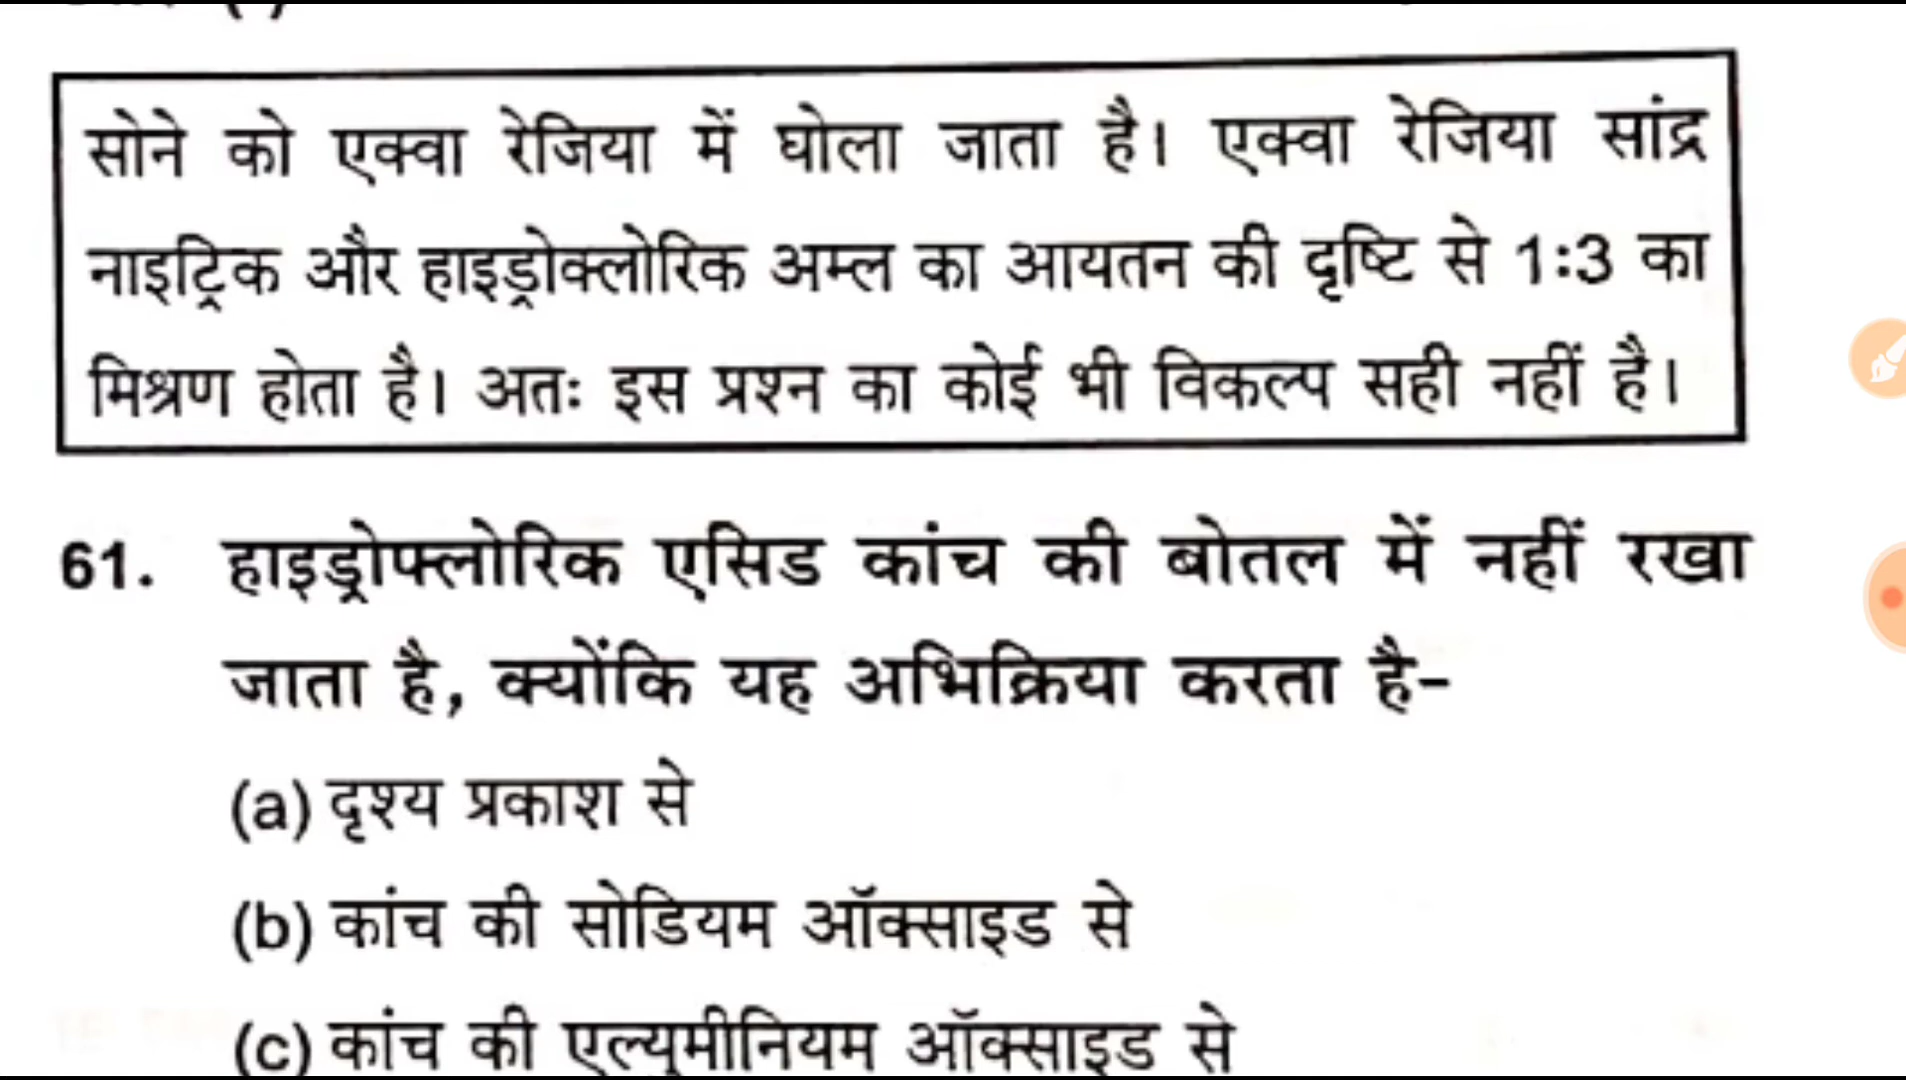 सोने को एक्वा रेजिया में घोला जाता है। एक्वा रेजिया सांद्र
नाइट्रिक और हाइड्रोक्लोरिक अम्ल का आयतन की दृष्टि से 1:3 का
मिश्रण होता है। अतः इस प्रश्न का कोई भी विकल्प सही नहीं है।
61. हाइड्रोफ्लोरिक एसिड कांच की बोतल में नहीं रखा
जाता है, क्योंकि यह अभिक्रिया करता है-
(a) दृश्य प्रकाश से
(b) कांच की सोडियम ऑक्साइड से
(c) कांच की एल्युमीनियम ऑक्साइड से